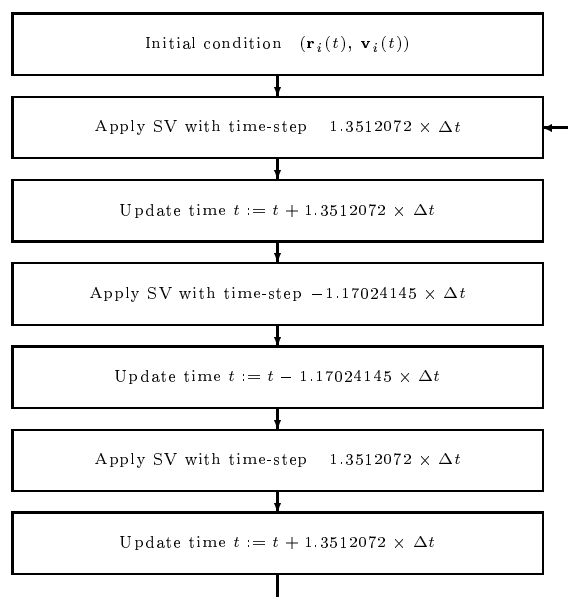 Initial condition (𝐫ᵢ(t), 𝐯ᵢ(t))
Apply SV with time-step 1.3512072 × Δt
Update time t := t + 1.3512072 × Δt
Apply SV with time-step −1.17024145 × Δt
Update time t := t − 1.17024145 × Δt
Apply SV with time-step 1.3512072 × Δt
Update time t := t + 1.3512072 × Δt